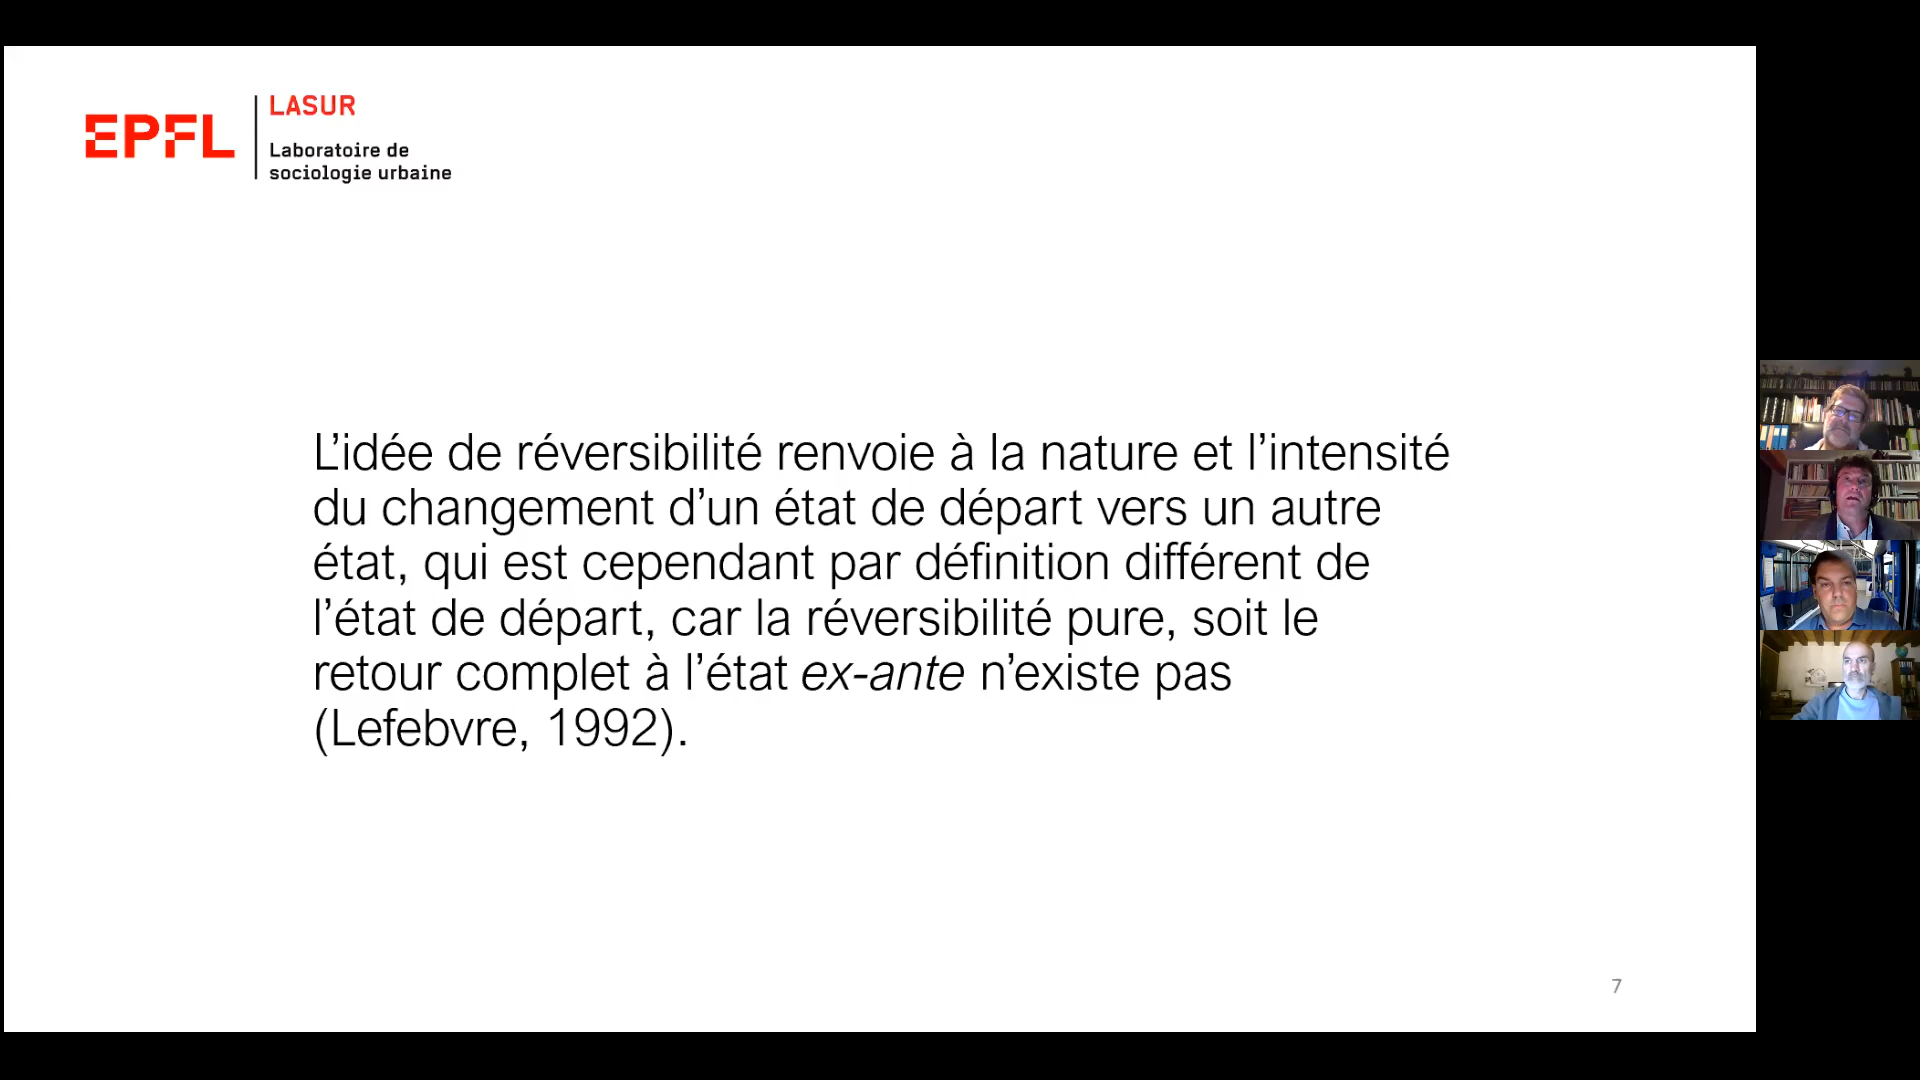 EPFL
LASUR
Laboratoire de
sociologie urbaine
L’idée de réversibilité renvoie à la nature et l’intensité
du changement d’un état de départ vers un autre
état, qui est cependant par définition différent de
l’état de départ, car la réversibilité pure, soit le
retour complet à l’état ex-ante n’existe pas
(Lefebvre, 1992).
7